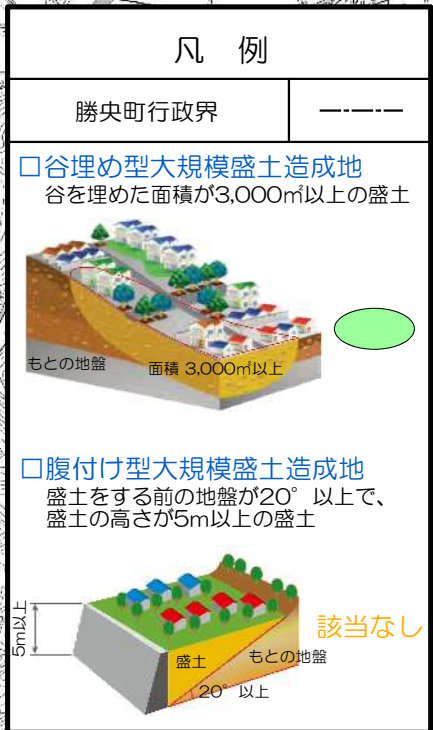 凡 例
勝央町行政界
□谷埋め型大規模盛土造成地
谷を埋めた面積が3,000㎡以上の盛土
もとの地盤
面積 3,000㎡以上
□腹付け型大規模盛土造成地
盛土をする前の地盤が20°以上で、
盛土の高さが5m以上の盛土
5m以上
該当なし
盛土
もとの地盤
20°以上